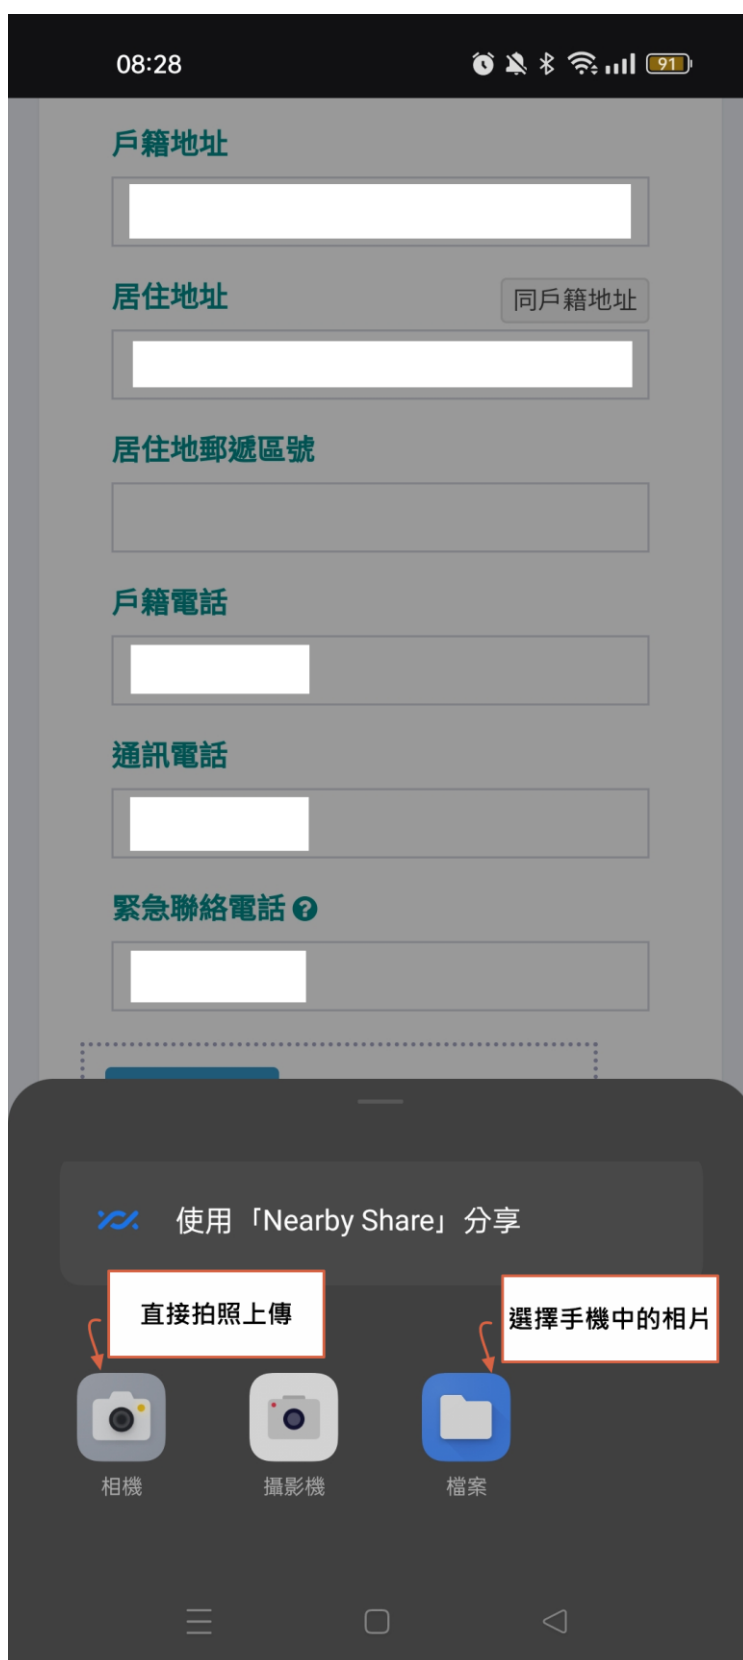 08:28
91
戶籍地址
居住地址
同戶籍地址
居住地郵遞區號
戶籍電話
通訊電話
緊急聯絡電話
使用「Nearby Share」分享
直接拍照上傳
選擇手機中的相片
相機
攝影機
檔案